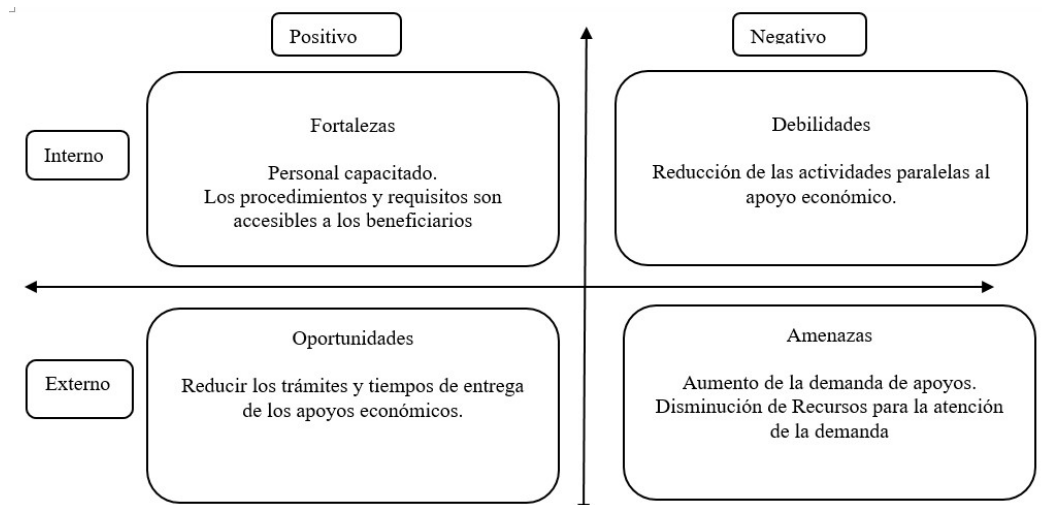 Positivo
Negativo
Interno
Fortalezas
Personal capacitado.
Los procedimientos y requisitos son
accesibles a los beneficiarios
Debilidades
Reducción de las actividades paralelas al
apoyo económico.
Externo
Oportunidades
Reducir los trámites y tiempos de entrega
de los apoyos económicos.
Amenazas
Aumento de la demanda de apoyos.
Disminución de Recursos para la atención
de la demanda